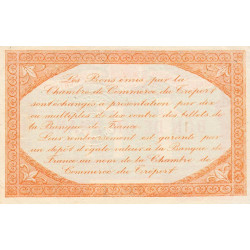 Les Bons émis par la
Chambre de Commerce du Tréport
sont échangés à présentation par dix
ou multiples de dix contre des billets de
la Banque de France.
Leur remboursement est garanti par
un dépôt d'égale valeur à la Banque de
France au nom de la Chambre de
Commerce du Tréport